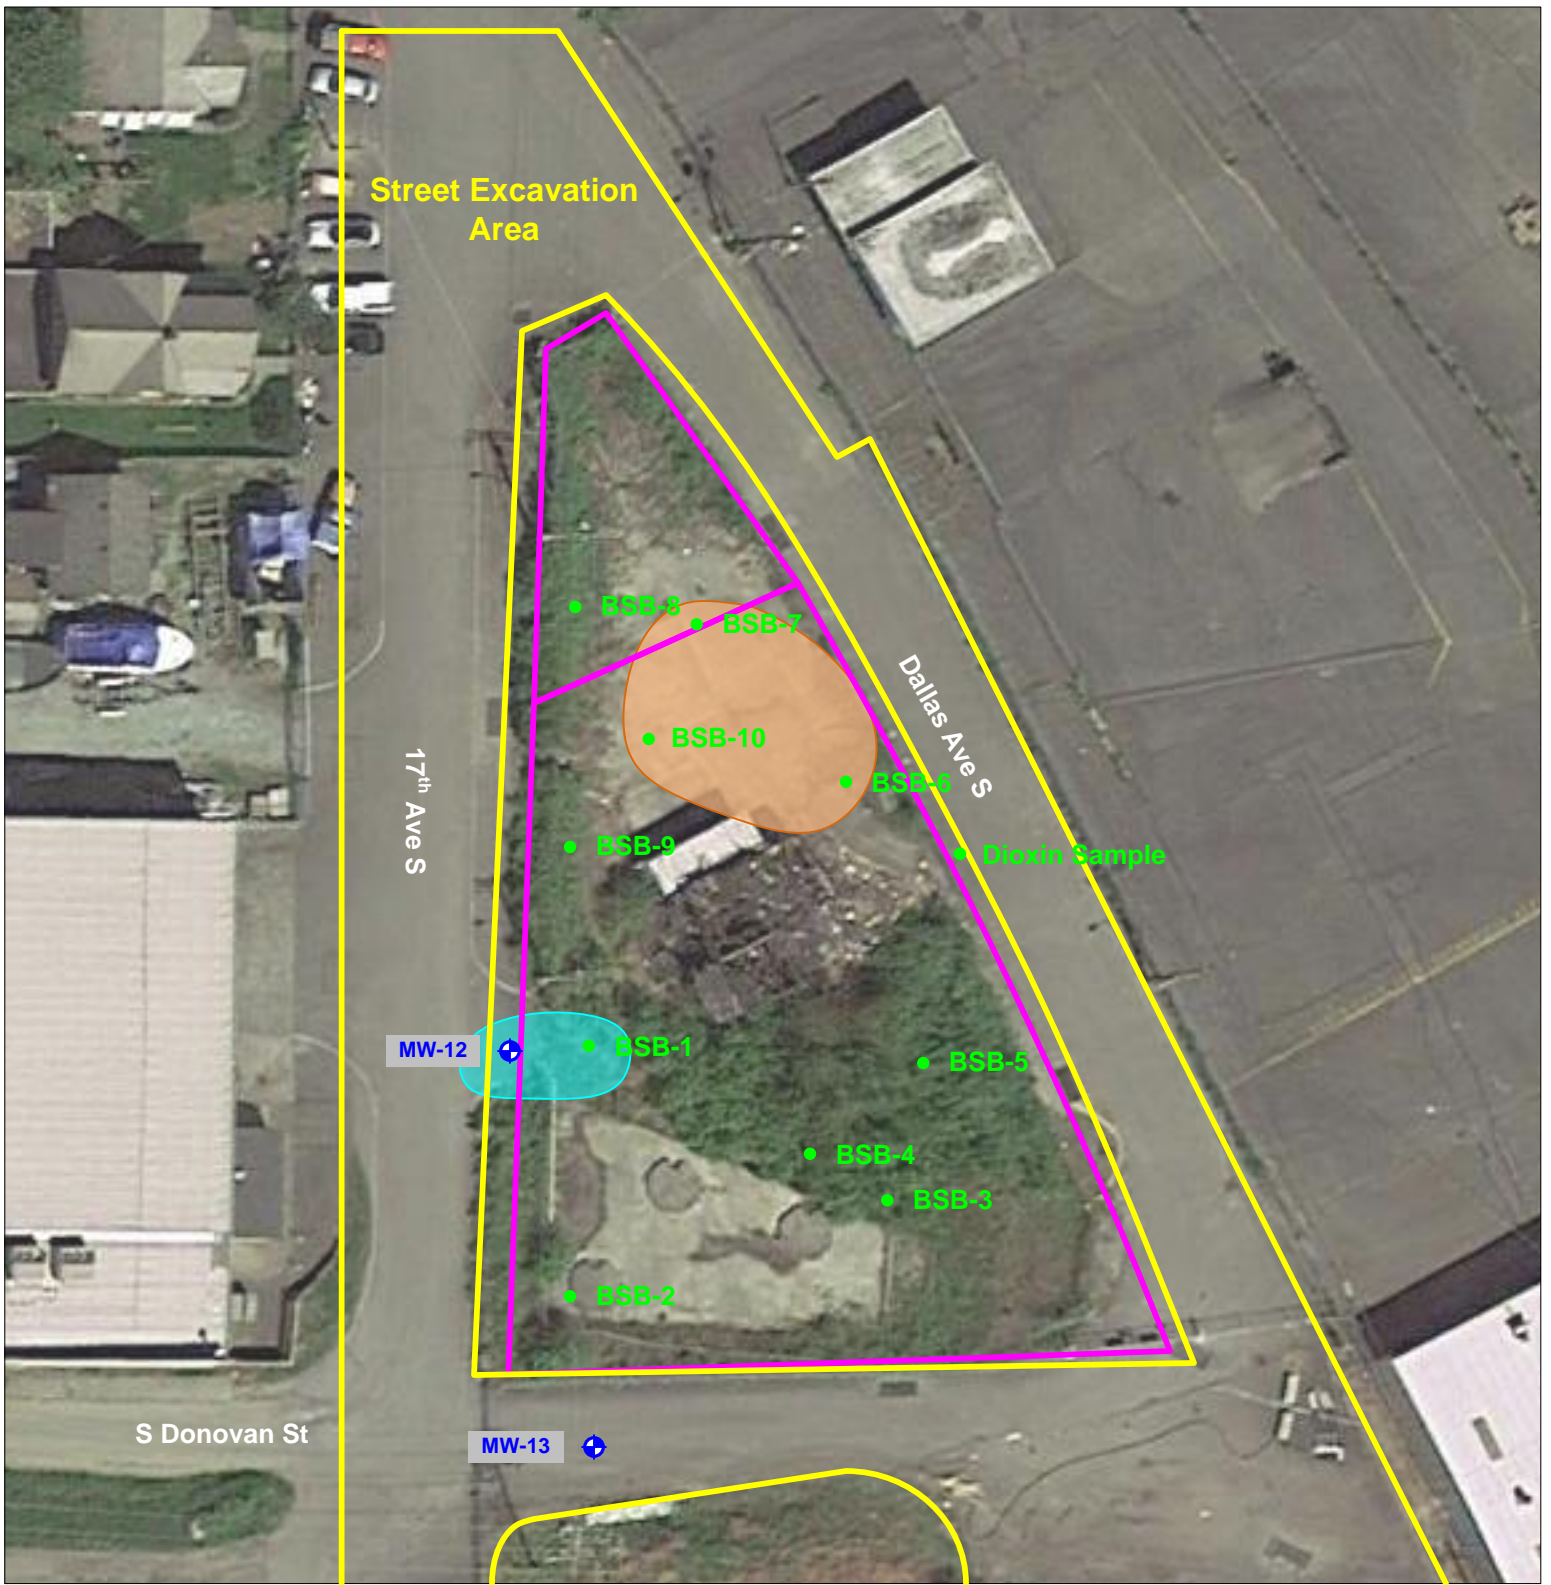 Street Excavation
Area
BSB-8
BSB-7
Dallas Ave S
BSB-10
17th Ave S
BSB-6
BSB-9
Dioxin Sample
MW-12
BSB-1
BSB-5
BSB-4
BSB-3
BSB-2
S Donovan St
MW-13